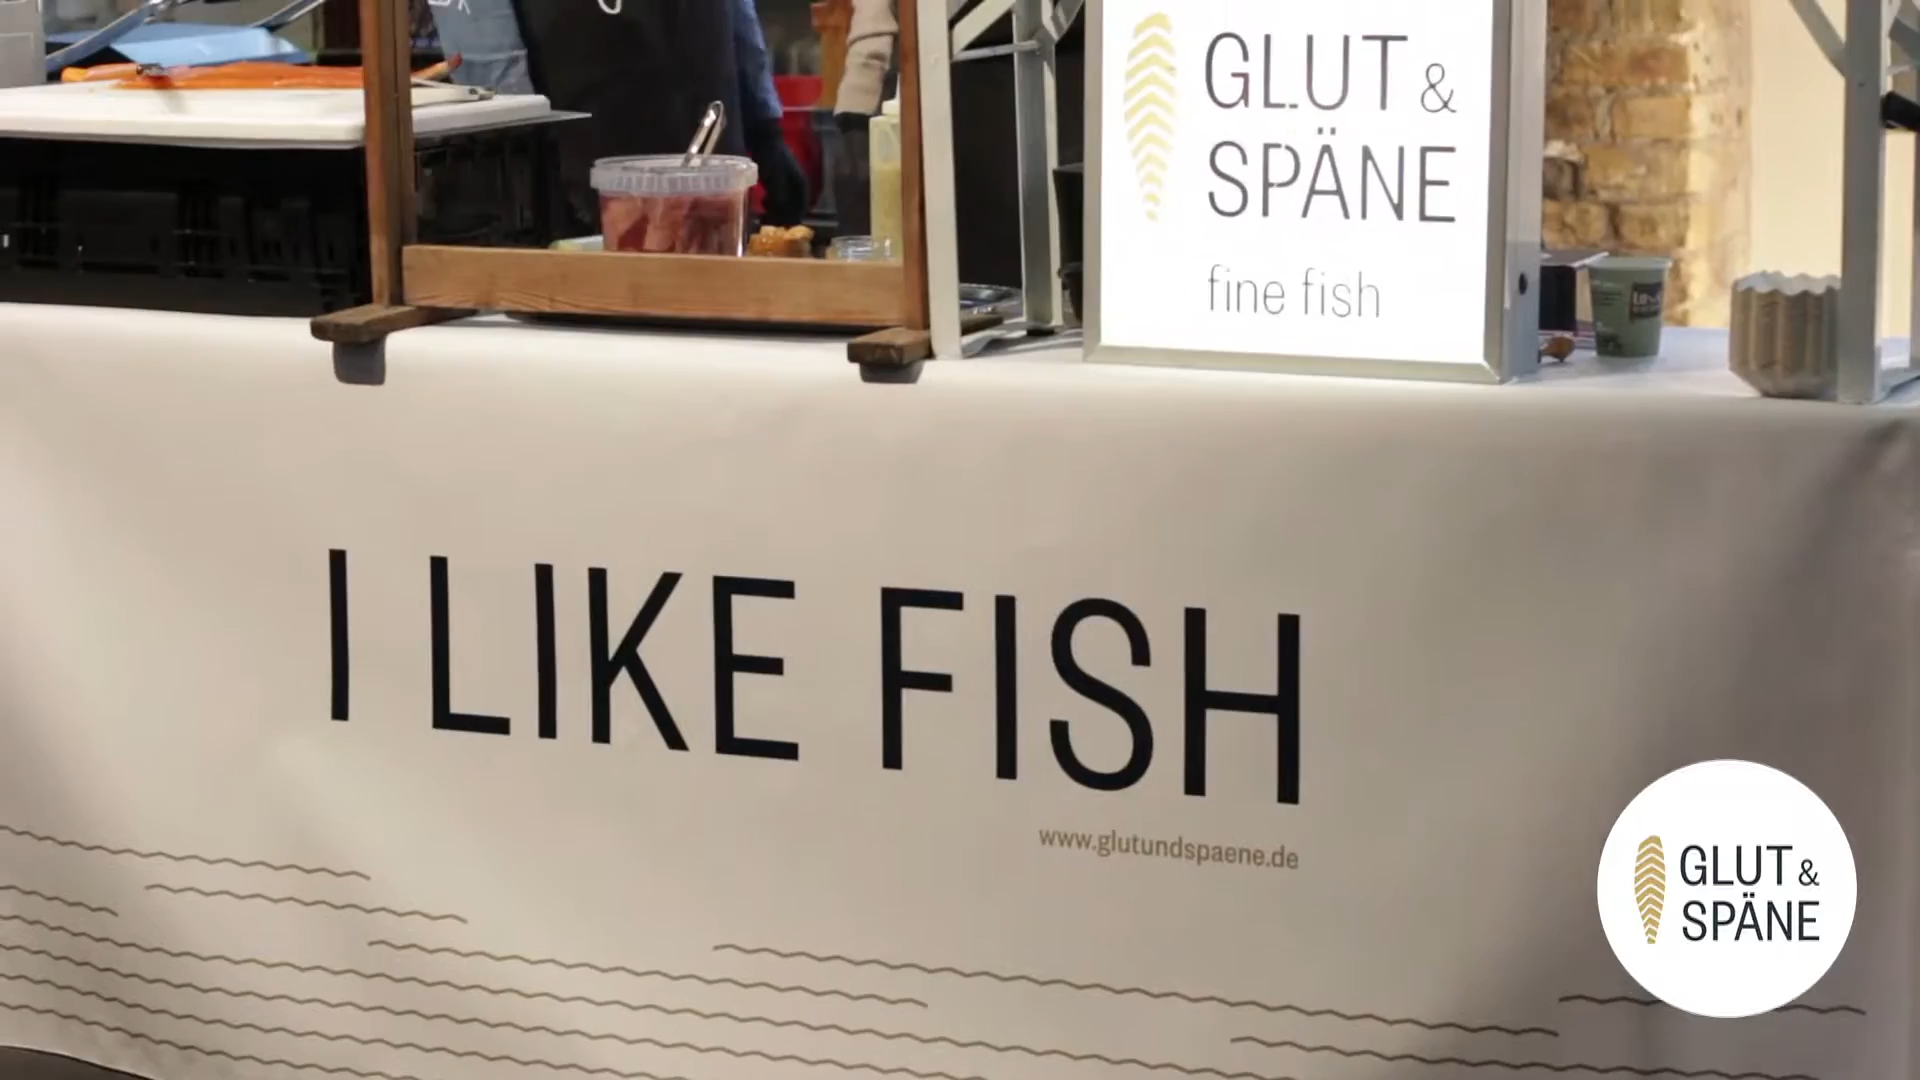 GLUT &
SPÄNE
fine fish
I LIKE FISH
www.glutundspaene.de
GLUT &
SPÄNE